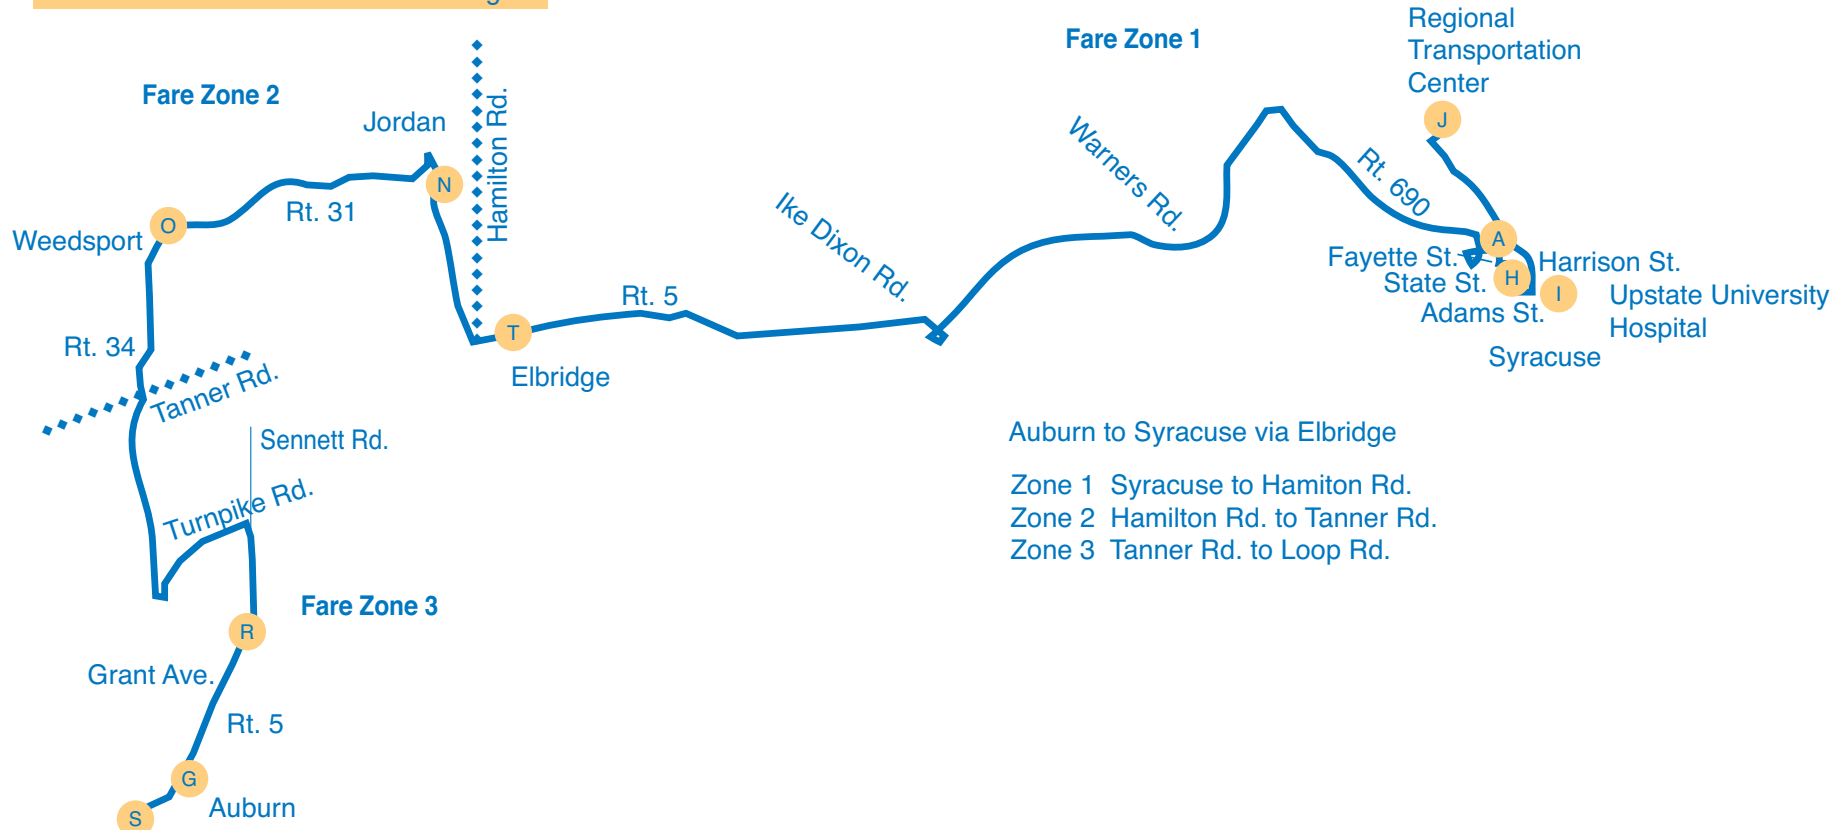 Fare Zone 1
Regional
Transportation
Center
Fare Zone 2
Jordan
Hamilton Rd.
J
Warners Rd.
Rt. 690
N
Rt. 31
O
Weedsport
Ike Dixon Rd.
A
Fayette St.
Harrison St.
State St.
H
I
Upstate University
Hospital
Adams St.
Syracuse
Rt. 5
T
Elbridge
Rt. 34
Tanner Rd.
Sennett Rd.
Turnpike Rd.
Auburn to Syracuse via Elbridge
Zone 1 Syracuse to Hamiton Rd.
Zone 2 Hamilton Rd. to Tanner Rd.
Zone 3 Tanner Rd. to Loop Rd.
Fare Zone 3
R
Grant Ave.
Rt. 5
G
Auburn
S